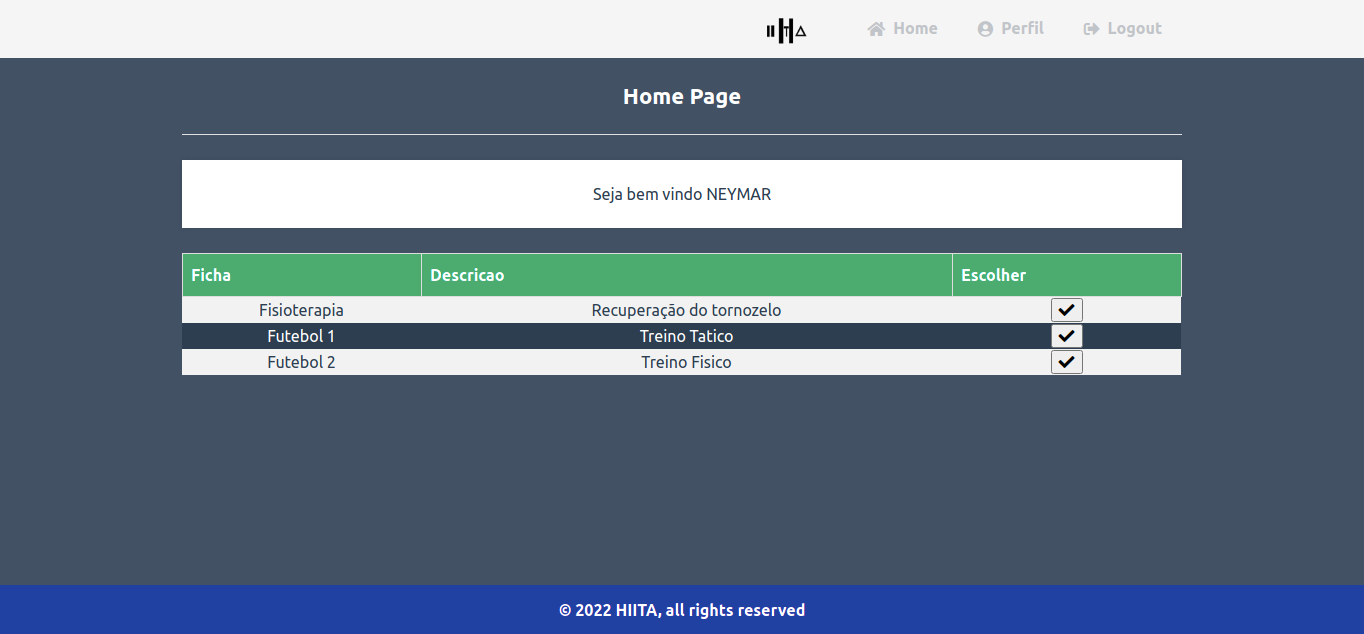 IIHTA Home Perfil Logout
Home Page
Seja bem vindo NEYMAR
Ficha Descricao Escolher
Fisioterapia Recuperação do tornozelo
Futebol 1 Treino Tatico
Futebol 2 Treino Fisico
© 2022 HIITA, all rights reserved